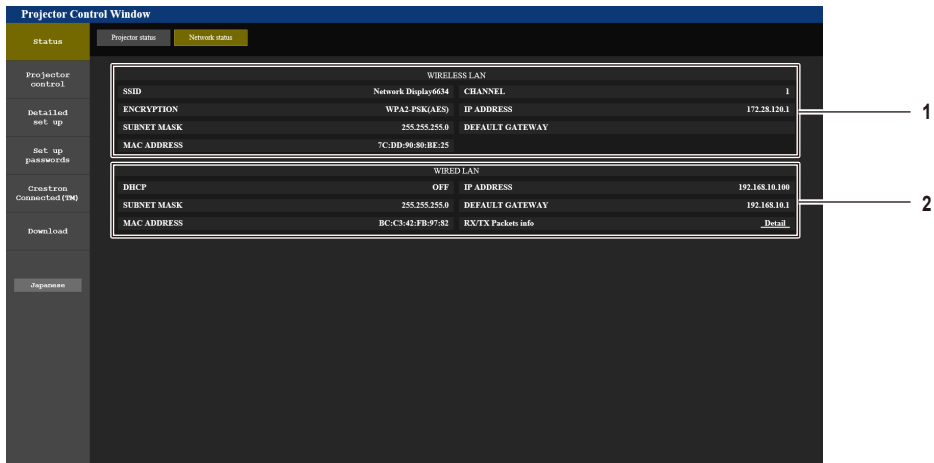 Projector Control Window
Status
Projector status
Network status
Projector
control
Detailed
set up
Set up
passwords
Crestron
Connected(TM)
Download
Japanese
WIRELESS LAN
SSID Network Display6634 CHANNEL 1
ENCRYPTION WPA2-PSK(AES) IP ADDRESS 172.28.120.1
SUBNET MASK 255.255.255.0 DEFAULT GATEWAY
MAC ADDRESS 7C:DD:90:80:BE:25
1
WIRED LAN
DHCP OFF IP ADDRESS 192.168.10.100
SUBNET MASK 255.255.255.0 DEFAULT GATEWAY 192.168.10.1
MAC ADDRESS BC:C3:42:FB:97:82 RX/TX Packets info Detail
2